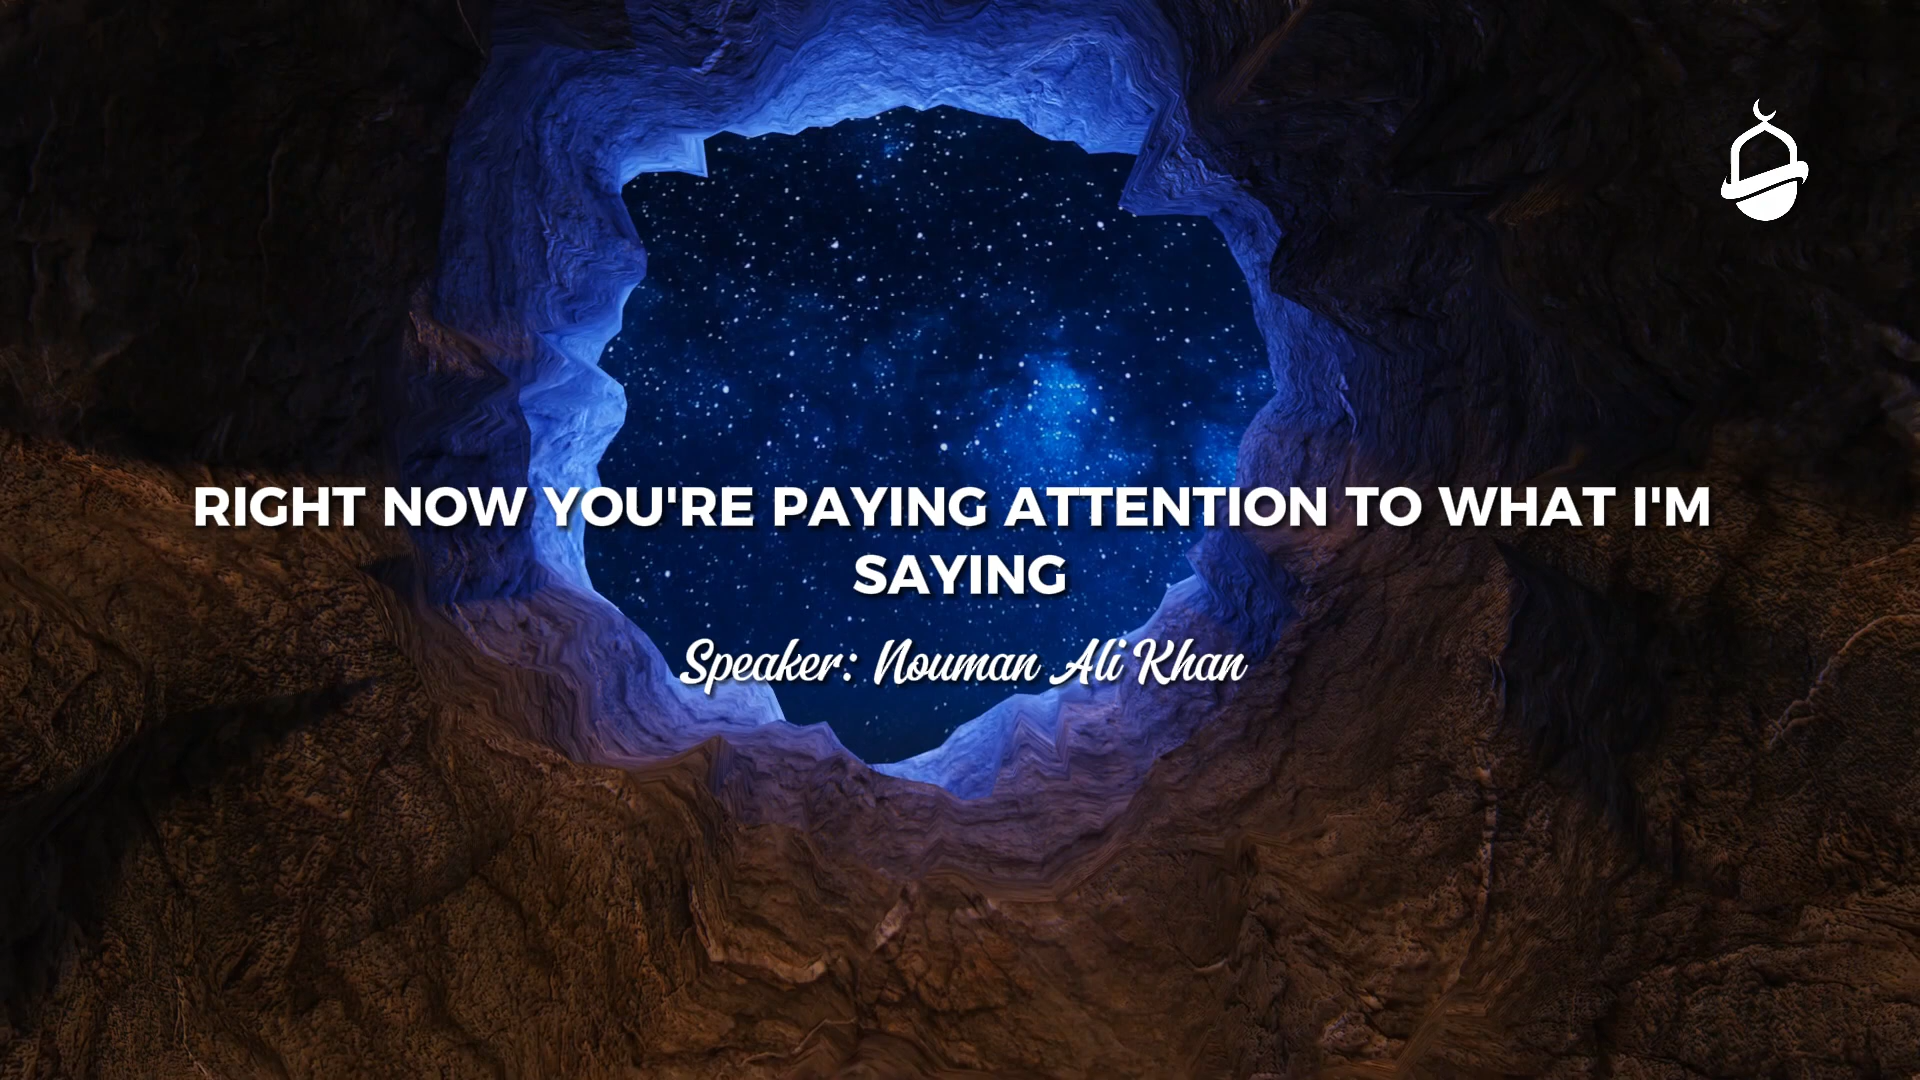 RIGHT NOW YOU'RE PAYING ATTENTION TO WHAT I'M
SAYING
Speaker: Nouman Ali Khan